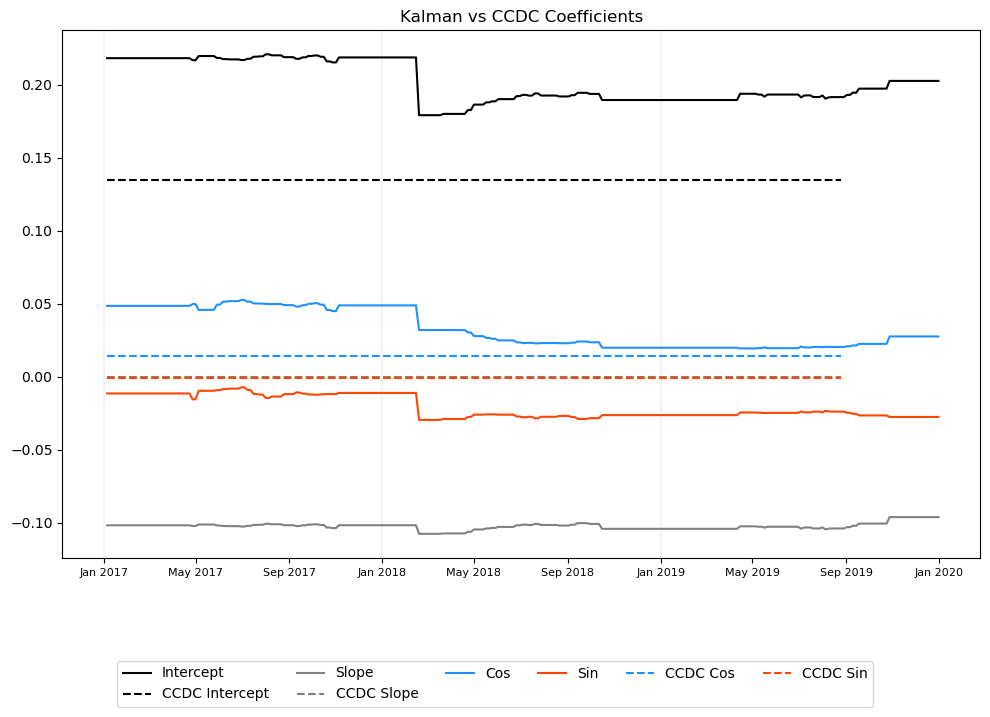 Kalman vs CCDC Coefficients
0.20
0.15
0.10
0.05
0.00
−0.05
−0.10
Jan 2017 May 2017 Sep 2017 Jan 2018 May 2018 Sep 2018 Jan 2019 May 2019 Sep 2019 Jan 2020
Intercept Slope Cos Sin CCDC Cos CCDC Sin
CCDC Intercept CCDC Slope